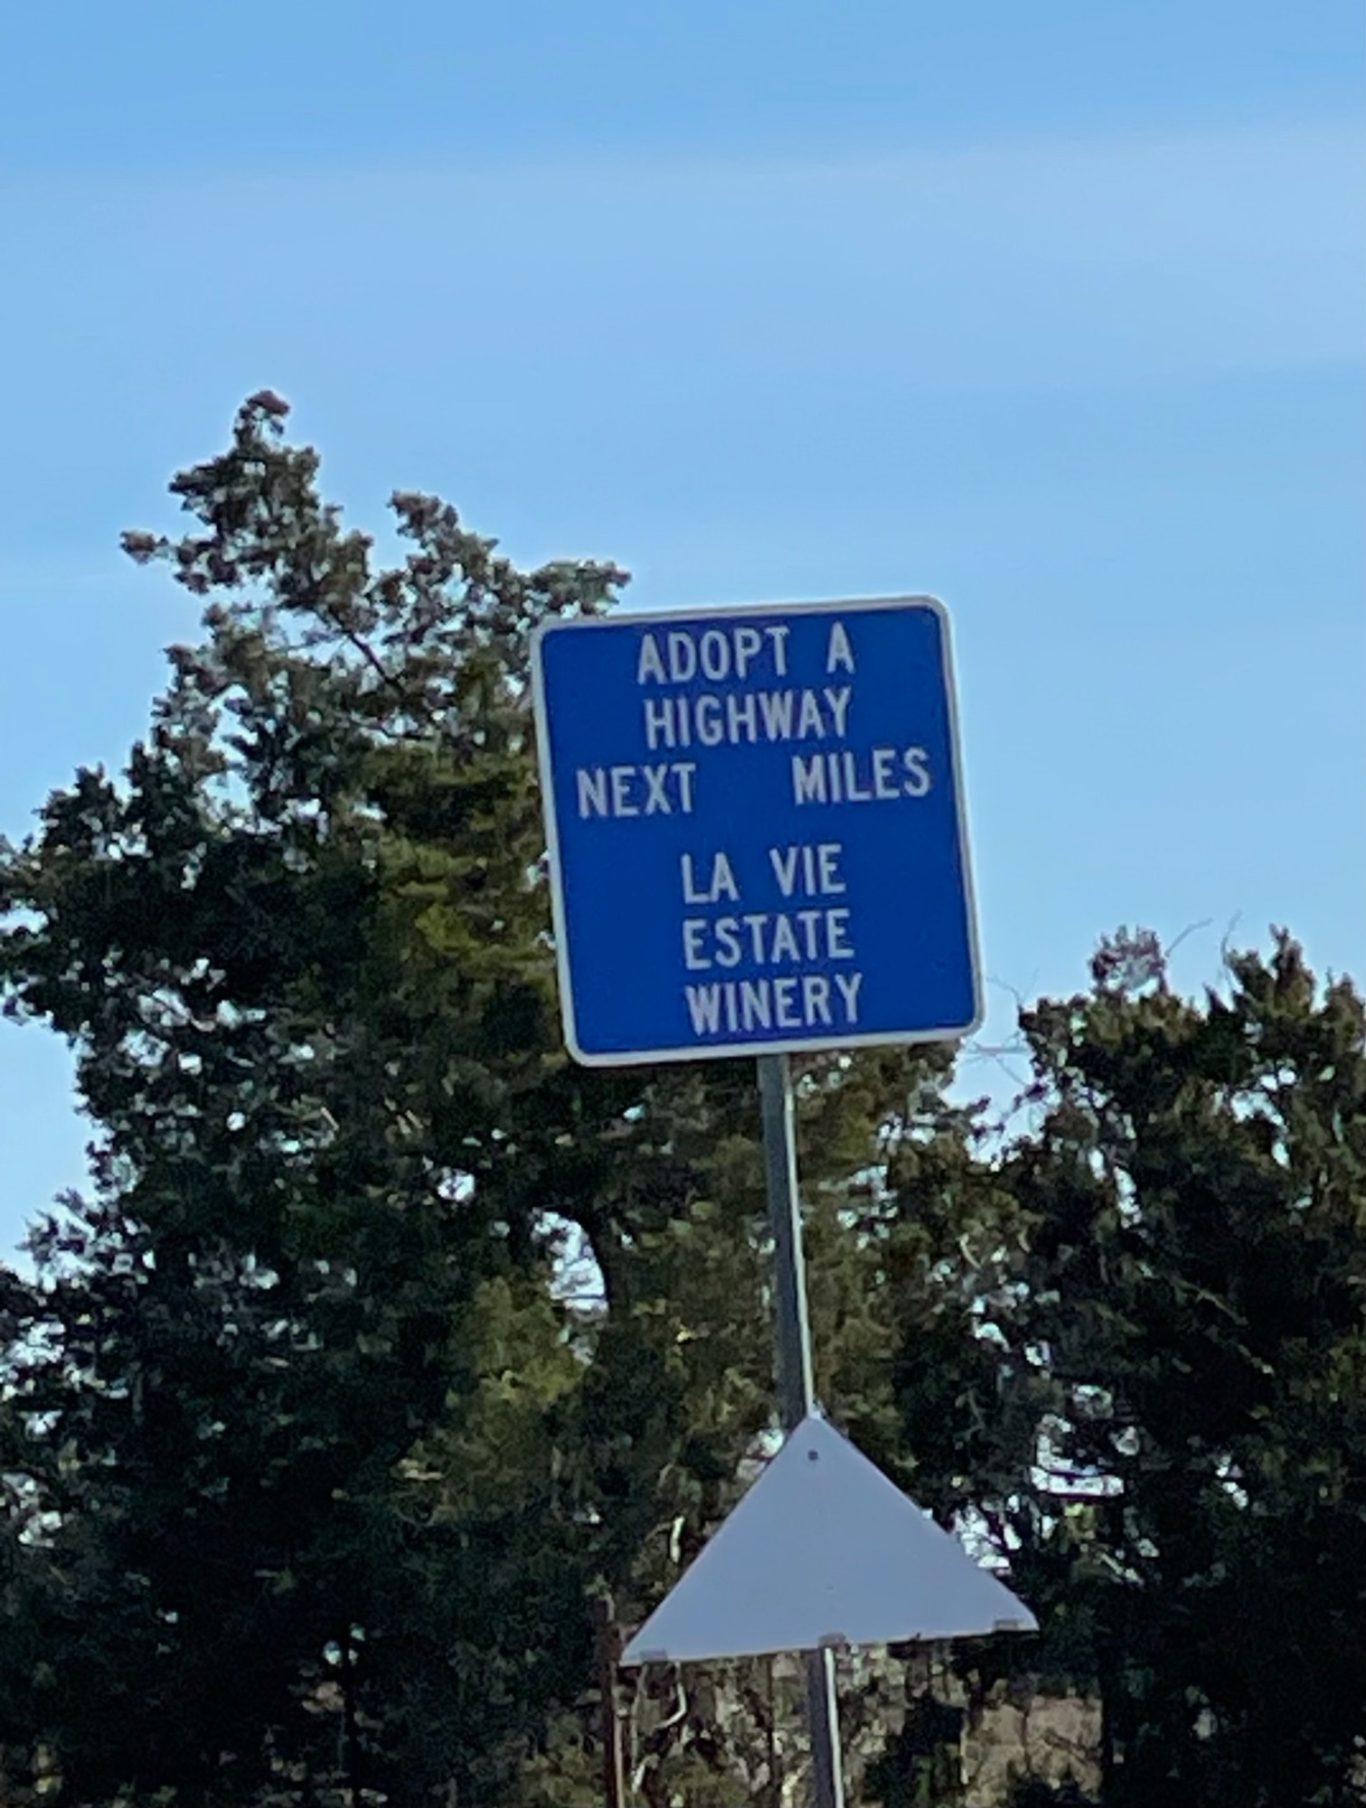 ADOPT A
HIGHWAY
NEXT MILES
LA VIE
ESTATE
WINERY